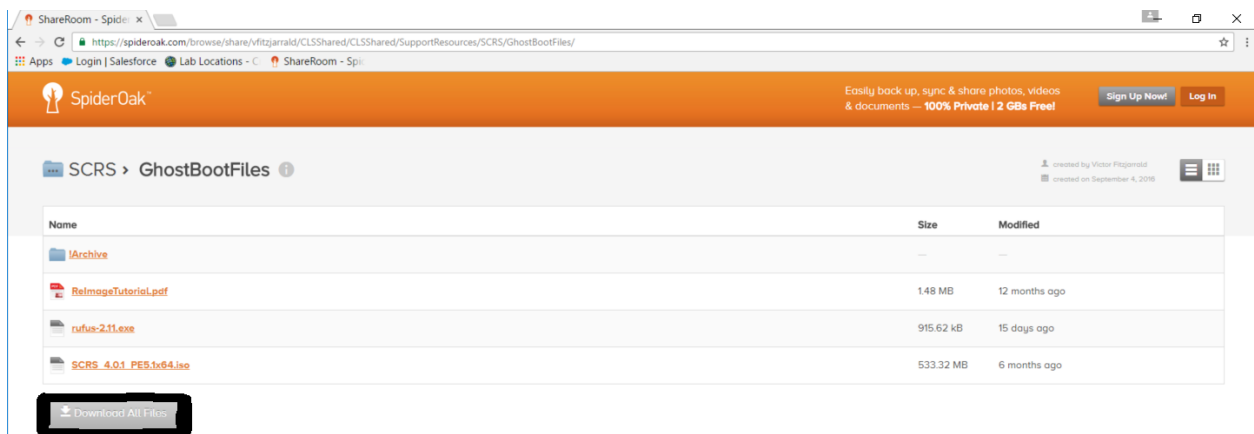 ShareRoom - Spide
https://spideroak.com/browse/share/vfitzjarrald/CLSShared/CLSShared/SupportResources/SCRS/GhostBootFiles/
Apps Login | Salesforce Lab Locations - C ShareRoom - Spi
SpiderOak™
Easily back up, sync & share photos, videos
& documents — 100% Private | 2 GBs Free!
Sign Up Now! Log In
SCRS > GhostBootFiles
created by Victor Fitzjarrald
created on September 4, 2016
Name Size Modified
!Archive — —
ReImageTutorial.pdf 1.48 MB 12 months ago
rufus-2.11.exe 915.62 kB 15 days ago
SCRS_4.0.1_PE5.1x64.iso 533.32 MB 6 months ago
Download All Files